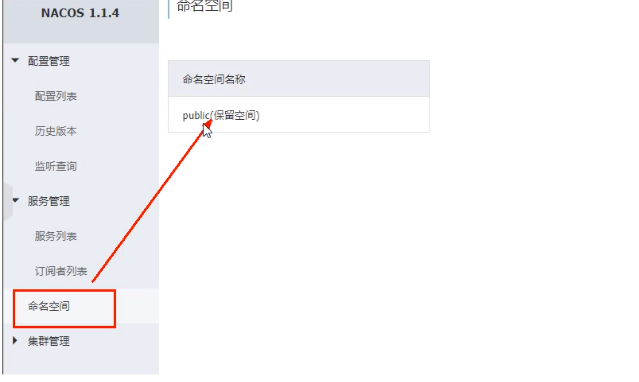 NACOS 1.1.4
配置管理
配置列表
历史版本
监听查询
服务管理
服务列表
订阅者列表
命名空间
集群管理
命名空间
命名空间名称
public(保留空间)